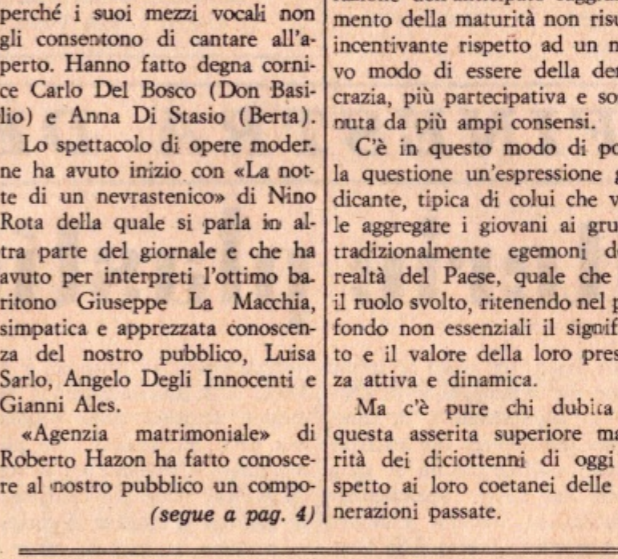 perché i suoi mezzi vocali non
gli consentono di cantare all'a-
perto. Hanno fatto degna corni-
ce Carlo Del Bosco (Don Basi-
lio) e Anna Di Stasio (Berta).
Lo spettacolo di opere moder-
ne ha avuto inizio con «La not-
te di un nevrastenico» di Nino
Rota della quale si parla in al-
tra parte del giornale e che ha
avuto per interpreti l'ottimo ba-
ritono Giuseppe La Macchia,
simpatica e apprezzata conoscen-
za del nostro pubblico, Luisa
Sarlo, Angelo Degli Innocenti e
Gianni Ales.
«Agenzia matrimoniale» di
Roberto Hazon ha fatto conosce-
re al nostro pubblico un compo-
(segue a pag. 4)
mento della maturità non risu
incentivante rispetto ad un n
vo modo di essere della de
crazia, più partecipativa e so
nuta da più ampi consensi.
C'è in questo modo di po
la questione un'espressione g
dicante, tipica di colui che v
le aggregare i giovani ai gru
tradizionalmente egemoni d
realtà del Paese, quale che
il ruolo svolto, ritenendo nel p
fondo non essenziali il signif
to e il valore della loro pres
za attiva e dinamica.
Ma c'è pure chi dubita
questa asserita superiore ma
rità dei diciottenni di oggi
spetto ai loro coetanei delle
nerazioni passate.